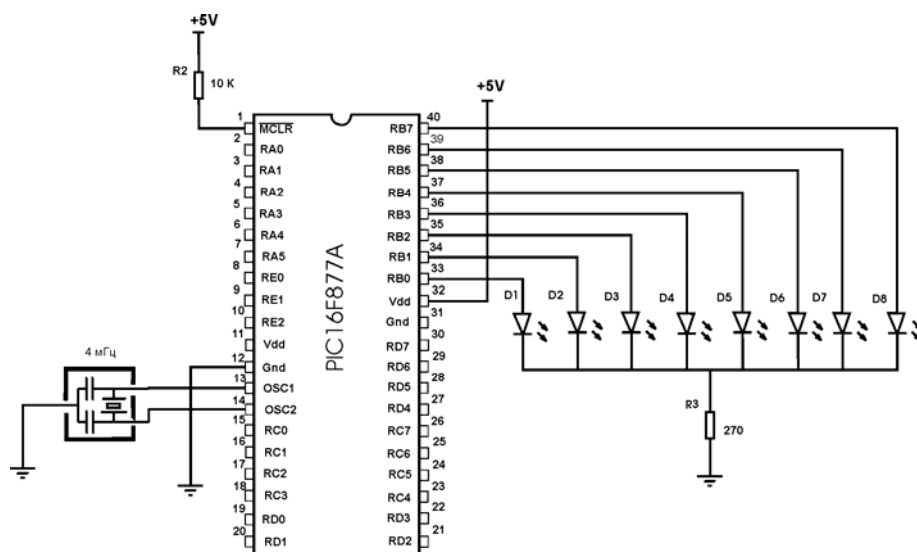 +5V
R2
10 K
+5V
1
MCLR
2
RA0
3
RA1
4
RA2
5
RA3
6
RA4
7
RA5
8
RE0
9
RE1
10
RE2
11
Vdd
12
Gnd
13
OSC1
14
OSC2
15
RC0
16
RC1
17
RC2
18
RC3
19
RD0
20
RD1
PIC16F877A
40
RB7
39
RB6
38
RB5
37
RB4
36
RB3
35
RB2
34
RB1
33
RB0
32
Vdd
31
Gnd
30
RD7
29
RD6
28
RD5
27
RD4
26
RC7
25
RC6
24
RC5
23
RC4
22
RD3
21
RD2
D1 D2 D3 D4 D5 D6 D7 D8
4 мГц
R3
270